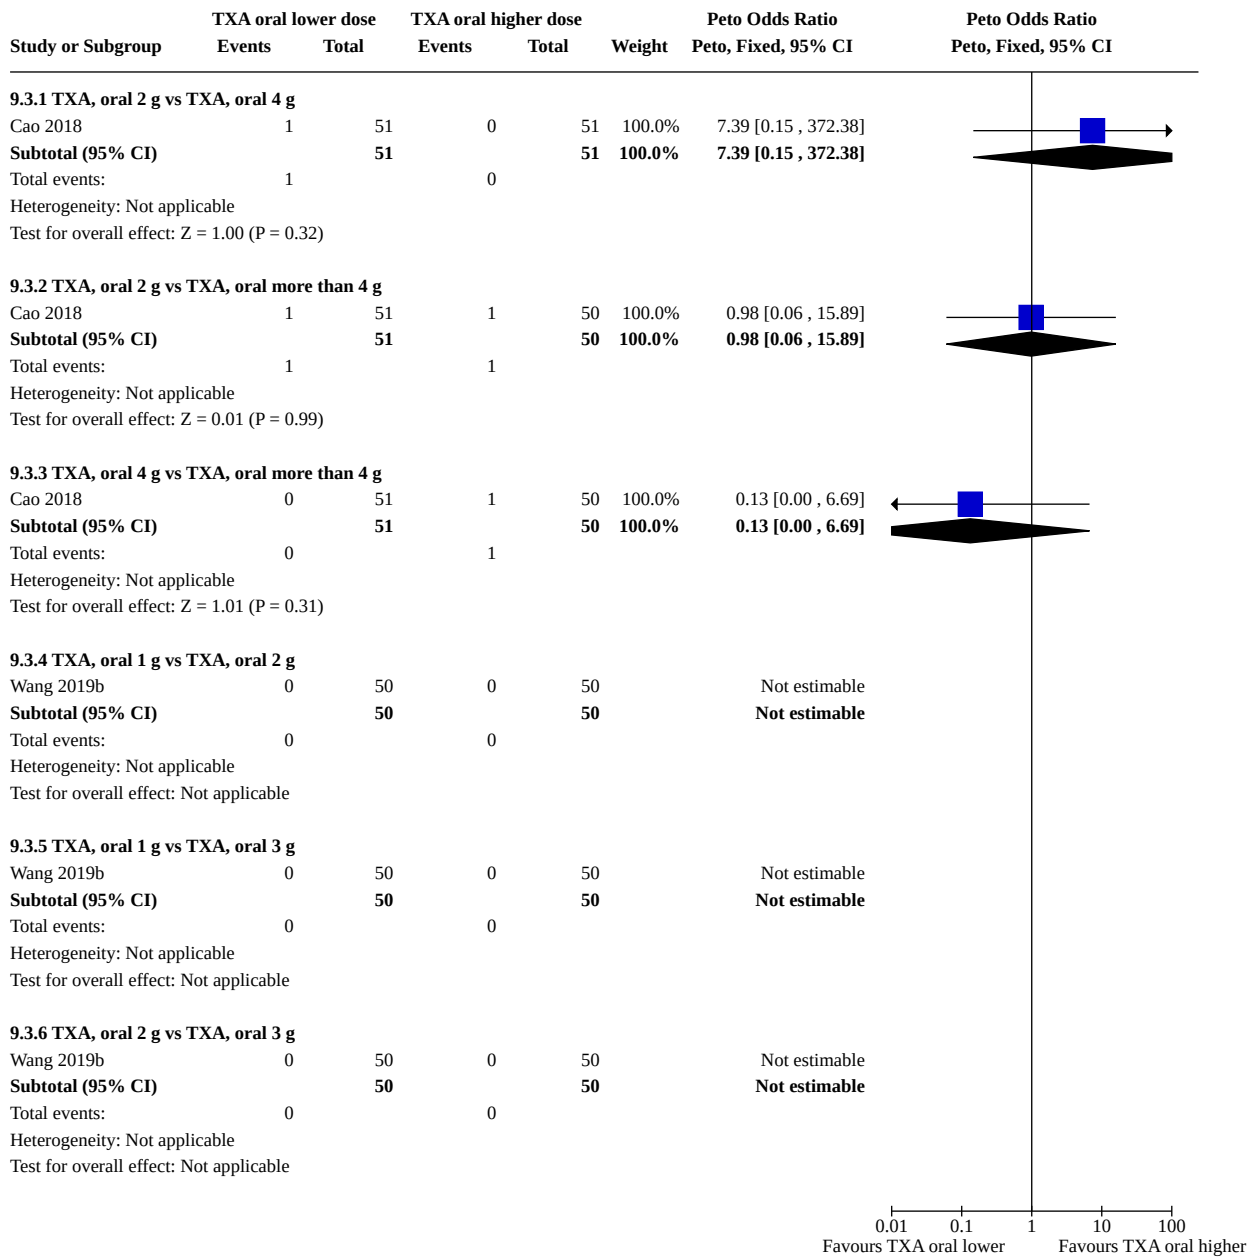 TXA oral lower dose TXA oral higher dose Peto Odds Ratio Peto Odds Ratio
Study or Subgroup Events Total Events Total Weight Peto, Fixed, 95% CI Peto, Fixed, 95% CI
9.3.1 TXA, oral 2 g vs TXA, oral 4 g
Cao 2018 1 51 0 51 100.0% 7.39 [0.15 , 372.38]
Subtotal (95% CI) 51 51 100.0% 7.39 [0.15 , 372.38]
Total events: 1 0
Heterogeneity: Not applicable
Test for overall effect: Z = 1.00 (P = 0.32)
9.3.2 TXA, oral 2 g vs TXA, oral more than 4 g
Cao 2018 1 51 1 50 100.0% 0.98 [0.06 , 15.89]
Subtotal (95% CI) 51 50 100.0% 0.98 [0.06 , 15.89]
Total events: 1 1
Heterogeneity: Not applicable
Test for overall effect: Z = 0.01 (P = 0.99)
9.3.3 TXA, oral 4 g vs TXA, oral more than 4 g
Cao 2018 0 51 1 50 100.0% 0.13 [0.00 , 6.69]
Subtotal (95% CI) 51 50 100.0% 0.13 [0.00 , 6.69]
Total events: 0 1
Heterogeneity: Not applicable
Test for overall effect: Z = 1.01 (P = 0.31)
9.3.4 TXA, oral 1 g vs TXA, oral 2 g
Wang 2019b 0 50 0 50 Not estimable
Subtotal (95% CI) 50 50 Not estimable
Total events: 0 0
Heterogeneity: Not applicable
Test for overall effect: Not applicable
9.3.5 TXA, oral 1 g vs TXA, oral 3 g
Wang 2019b 0 50 0 50 Not estimable
Subtotal (95% CI) 50 50 Not estimable
Total events: 0 0
Heterogeneity: Not applicable
Test for overall effect: Not applicable
9.3.6 TXA, oral 2 g vs TXA, oral 3 g
Wang 2019b 0 50 0 50 Not estimable
Subtotal (95% CI) 50 50 Not estimable
Total events: 0 0
Heterogeneity: Not applicable
Test for overall effect: Not applicable
0.01 0.1 1 10 100
Favours TXA oral lower Favours TXA oral higher